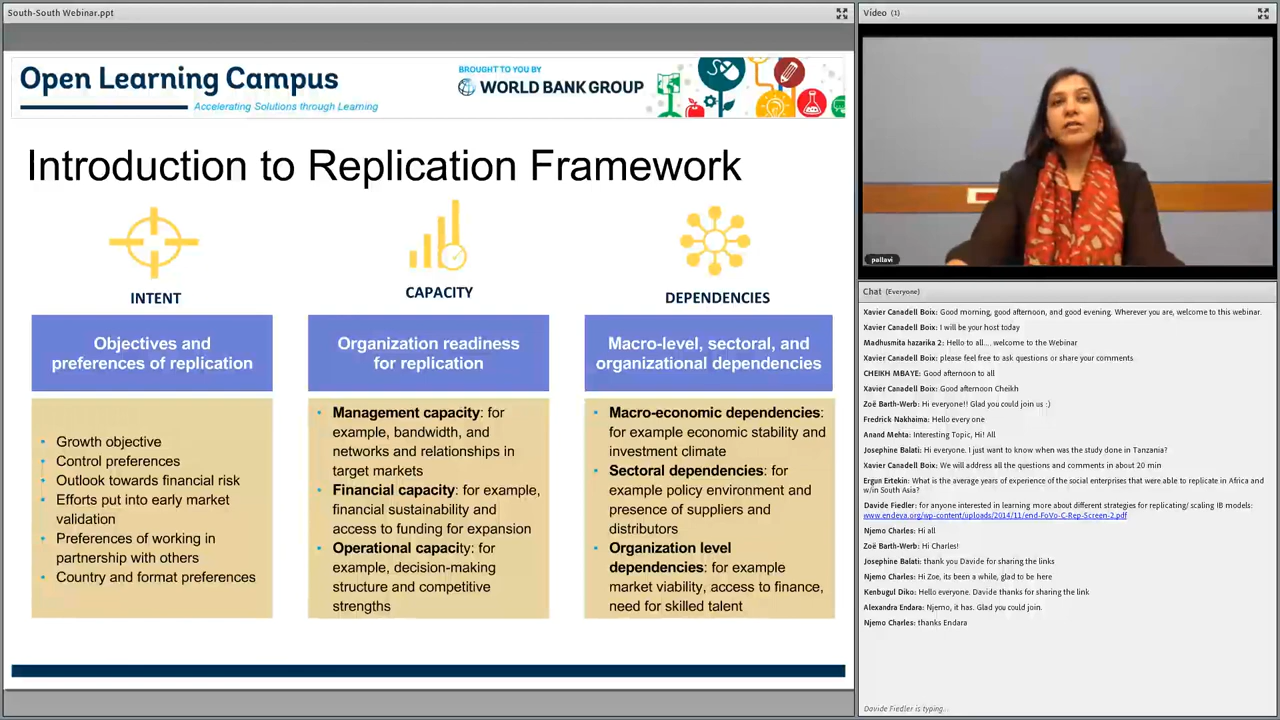 South-South Webinar.ppt
Open Learning Campus
Accelerating Solutions through Learning
BROUGHT TO YOU BY
WORLD BANK GROUP
Introduction to Replication Framework
INTENT
Objectives and
preferences of replication
Growth objective
Control preferences
Outlook towards financial risk
Efforts put into early market
validation
Preferences of working in
partnership with others
Country and format preferences
CAPACITY
Organization readiness
for replication
Management capacity: for
example, bandwidth, and
networks and relationships in
target markets
Financial capacity: for example,
financial sustainability and
access to funding for expansion
Operational capacity: for
example, decision-making
structure and competitive
strengths
DEPENDENCIES
Macro-level, sectoral, and
organizational dependencies
Macro-economic dependencies:
for example economic stability and
investment climate
Sectoral dependencies: for
example policy environment and
presence of suppliers and
distributors
Organization level
dependencies: for example
market viability, access to finance,
need for skilled talent
Vídeo (1)
pallavi
Chat (Everyone)
Xavier Canadell Boix: Good morning, good afternoon, and good evening. Wherever you are, welcome to this webinar.
Xavier Canadell Boix: I will be your host today
Madhusmita hazarika 2: Hello to all.... welcome to the Webinar
Xavier Canadell Boix: please feel free to ask questions or share your comments
CHEIKH MBAYE: Good afternoon to all
Xavier Canadell Boix: Good afternoon Cheikh
Zoë Barth-Werb: Hi everyone!! Glad you could join us :)
Fredrick Nakhaima: Hello every one
Anand Mehta: Interesting Topic, Hi! All
Josephine Balati: Hi everyone. I just want to know when was the study done in Tanzania?
Xavier Canadell Boix: We will address all the questions and comments in about 20 min
Ergun Ertekin: What is the average years of experience of the social enterprises that were able to replicate in Africa and
w/in South Asia?
Davide Fiedler: for anyone interested in learning more about different strategies for replicating/ scaling IB models:
www.endeva.org/wp-content/uploads/2014/11/end-FoVo-C-Rep-Screen-2.pdf
Njemo Charles: Hi all
Zoë Barth-Werb: Hi Charles!
Josephine Balati: thank you Davide for sharing the links
Njemo Charles: Hi Zoe, its been a while, glad to be here
Kenbugul Diko: Hello everyone. Davide thanks for sharing the link
Alexandra Endara: Njemo, it has. Glad you could join.
Njemo Charles: thanks Endara
Davide Fiedler is typing...